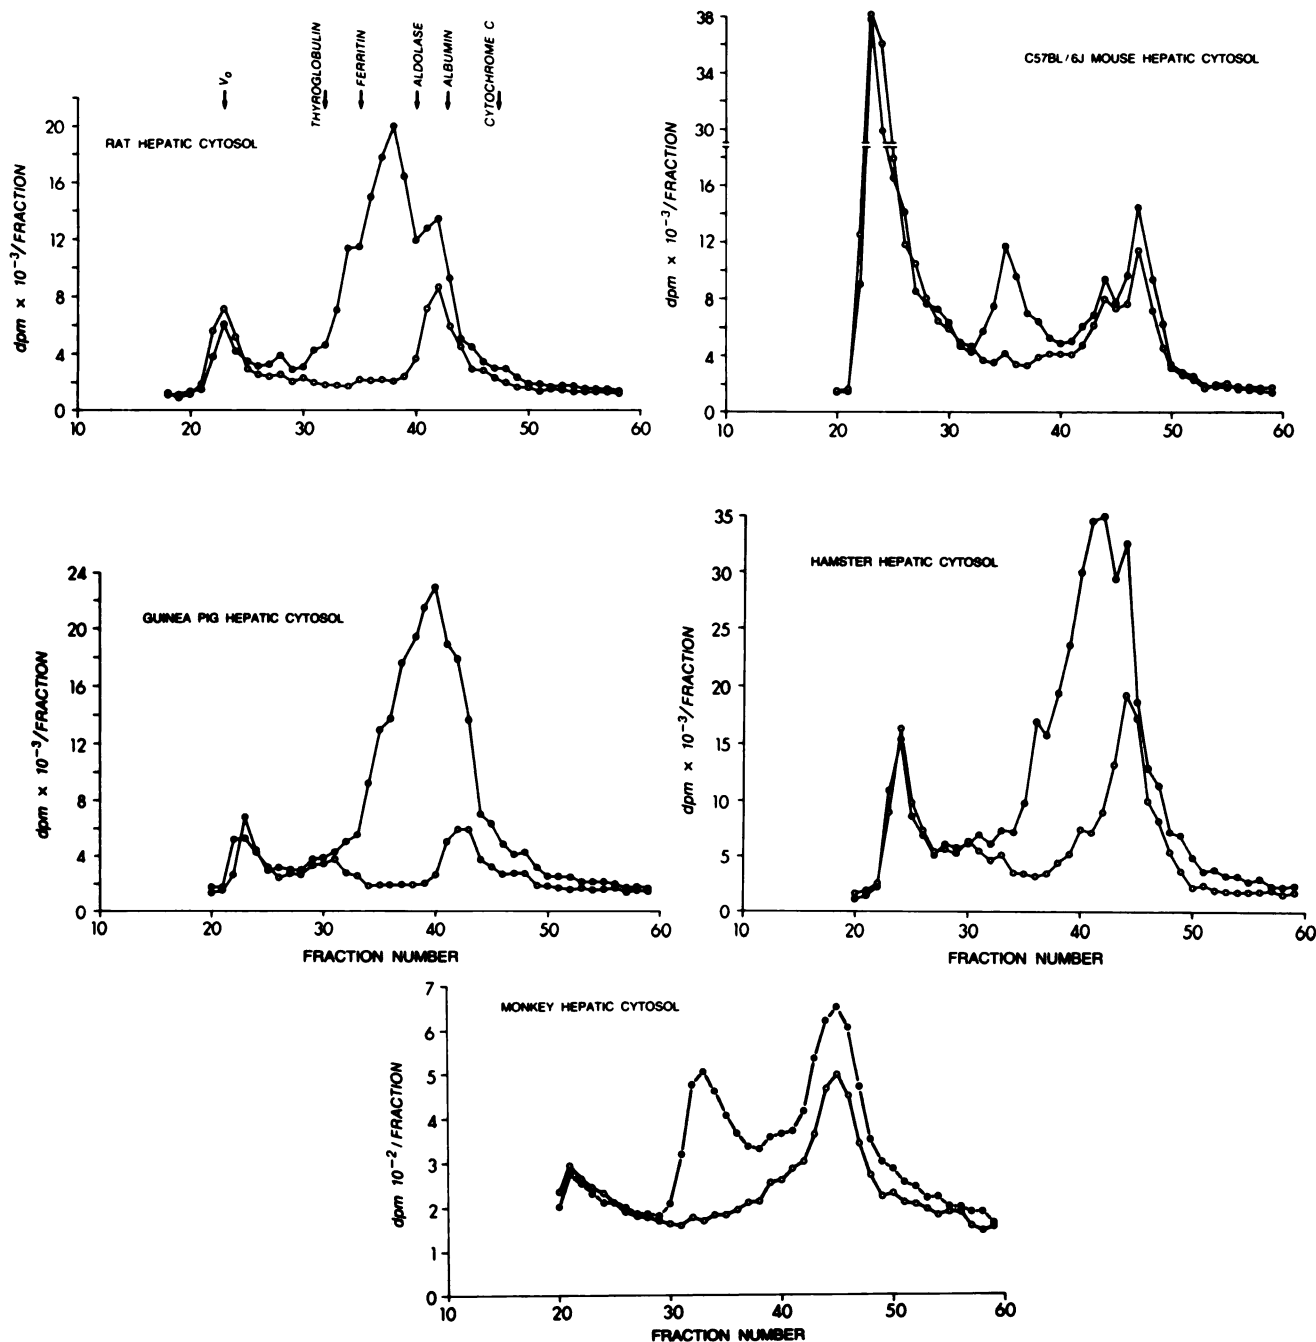 V₀
THYROGLOBULIN
FERRITIN
ALDOLASE
ALBUMIN
CYTOCHROME C
RAT HEPATIC CYTOSOL
dpm × 10⁻³/FRACTION
20
16
12
8
4
0
10 20 30 40 50 60
C57BL/6J MOUSE HEPATIC CYTOSOL
dpm × 10⁻³/FRACTION
38
34
30
16
12
8
4
0
10 20 30 40 50 60
GUINEA PIG HEPATIC CYTOSOL
dpm × 10⁻³/FRACTION
24
20
16
12
8
4
0
10 20 30 40 50 60
FRACTION NUMBER
HAMSTER HEPATIC CYTOSOL
dpm × 10⁻³/FRACTION
35
30
25
20
15
10
5
0
10 20 30 40 50 60
FRACTION NUMBER
MONKEY HEPATIC CYTOSOL
dpm 10⁻²/FRACTION
7
6
5
4
3
2
1
0
10 20 30 40 50 60
FRACTION NUMBER